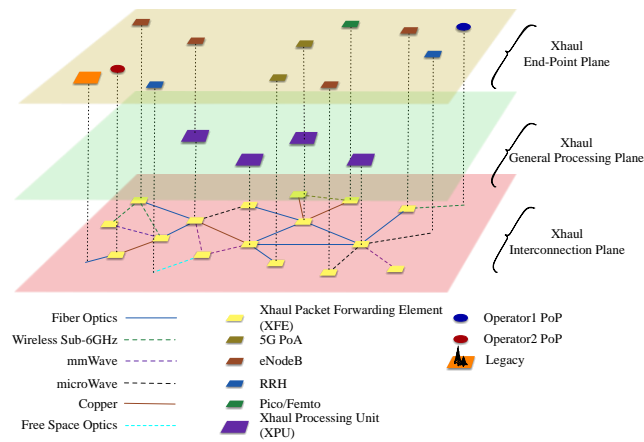 Xhaul
End-Point Plane
Xhaul
General Processing Plane
Xhaul
Interconnection Plane
Fiber Optics
Wireless Sub-6GHz
mmWave
microWave
Copper
Free Space Optics
Xhaul Packet Forwarding Element
(XFE)
5G PoA
eNodeB
RRH
Pico/Femto
Xhaul Processing Unit
(XPU)
Operator1 PoP
Operator2 PoP
Legacy